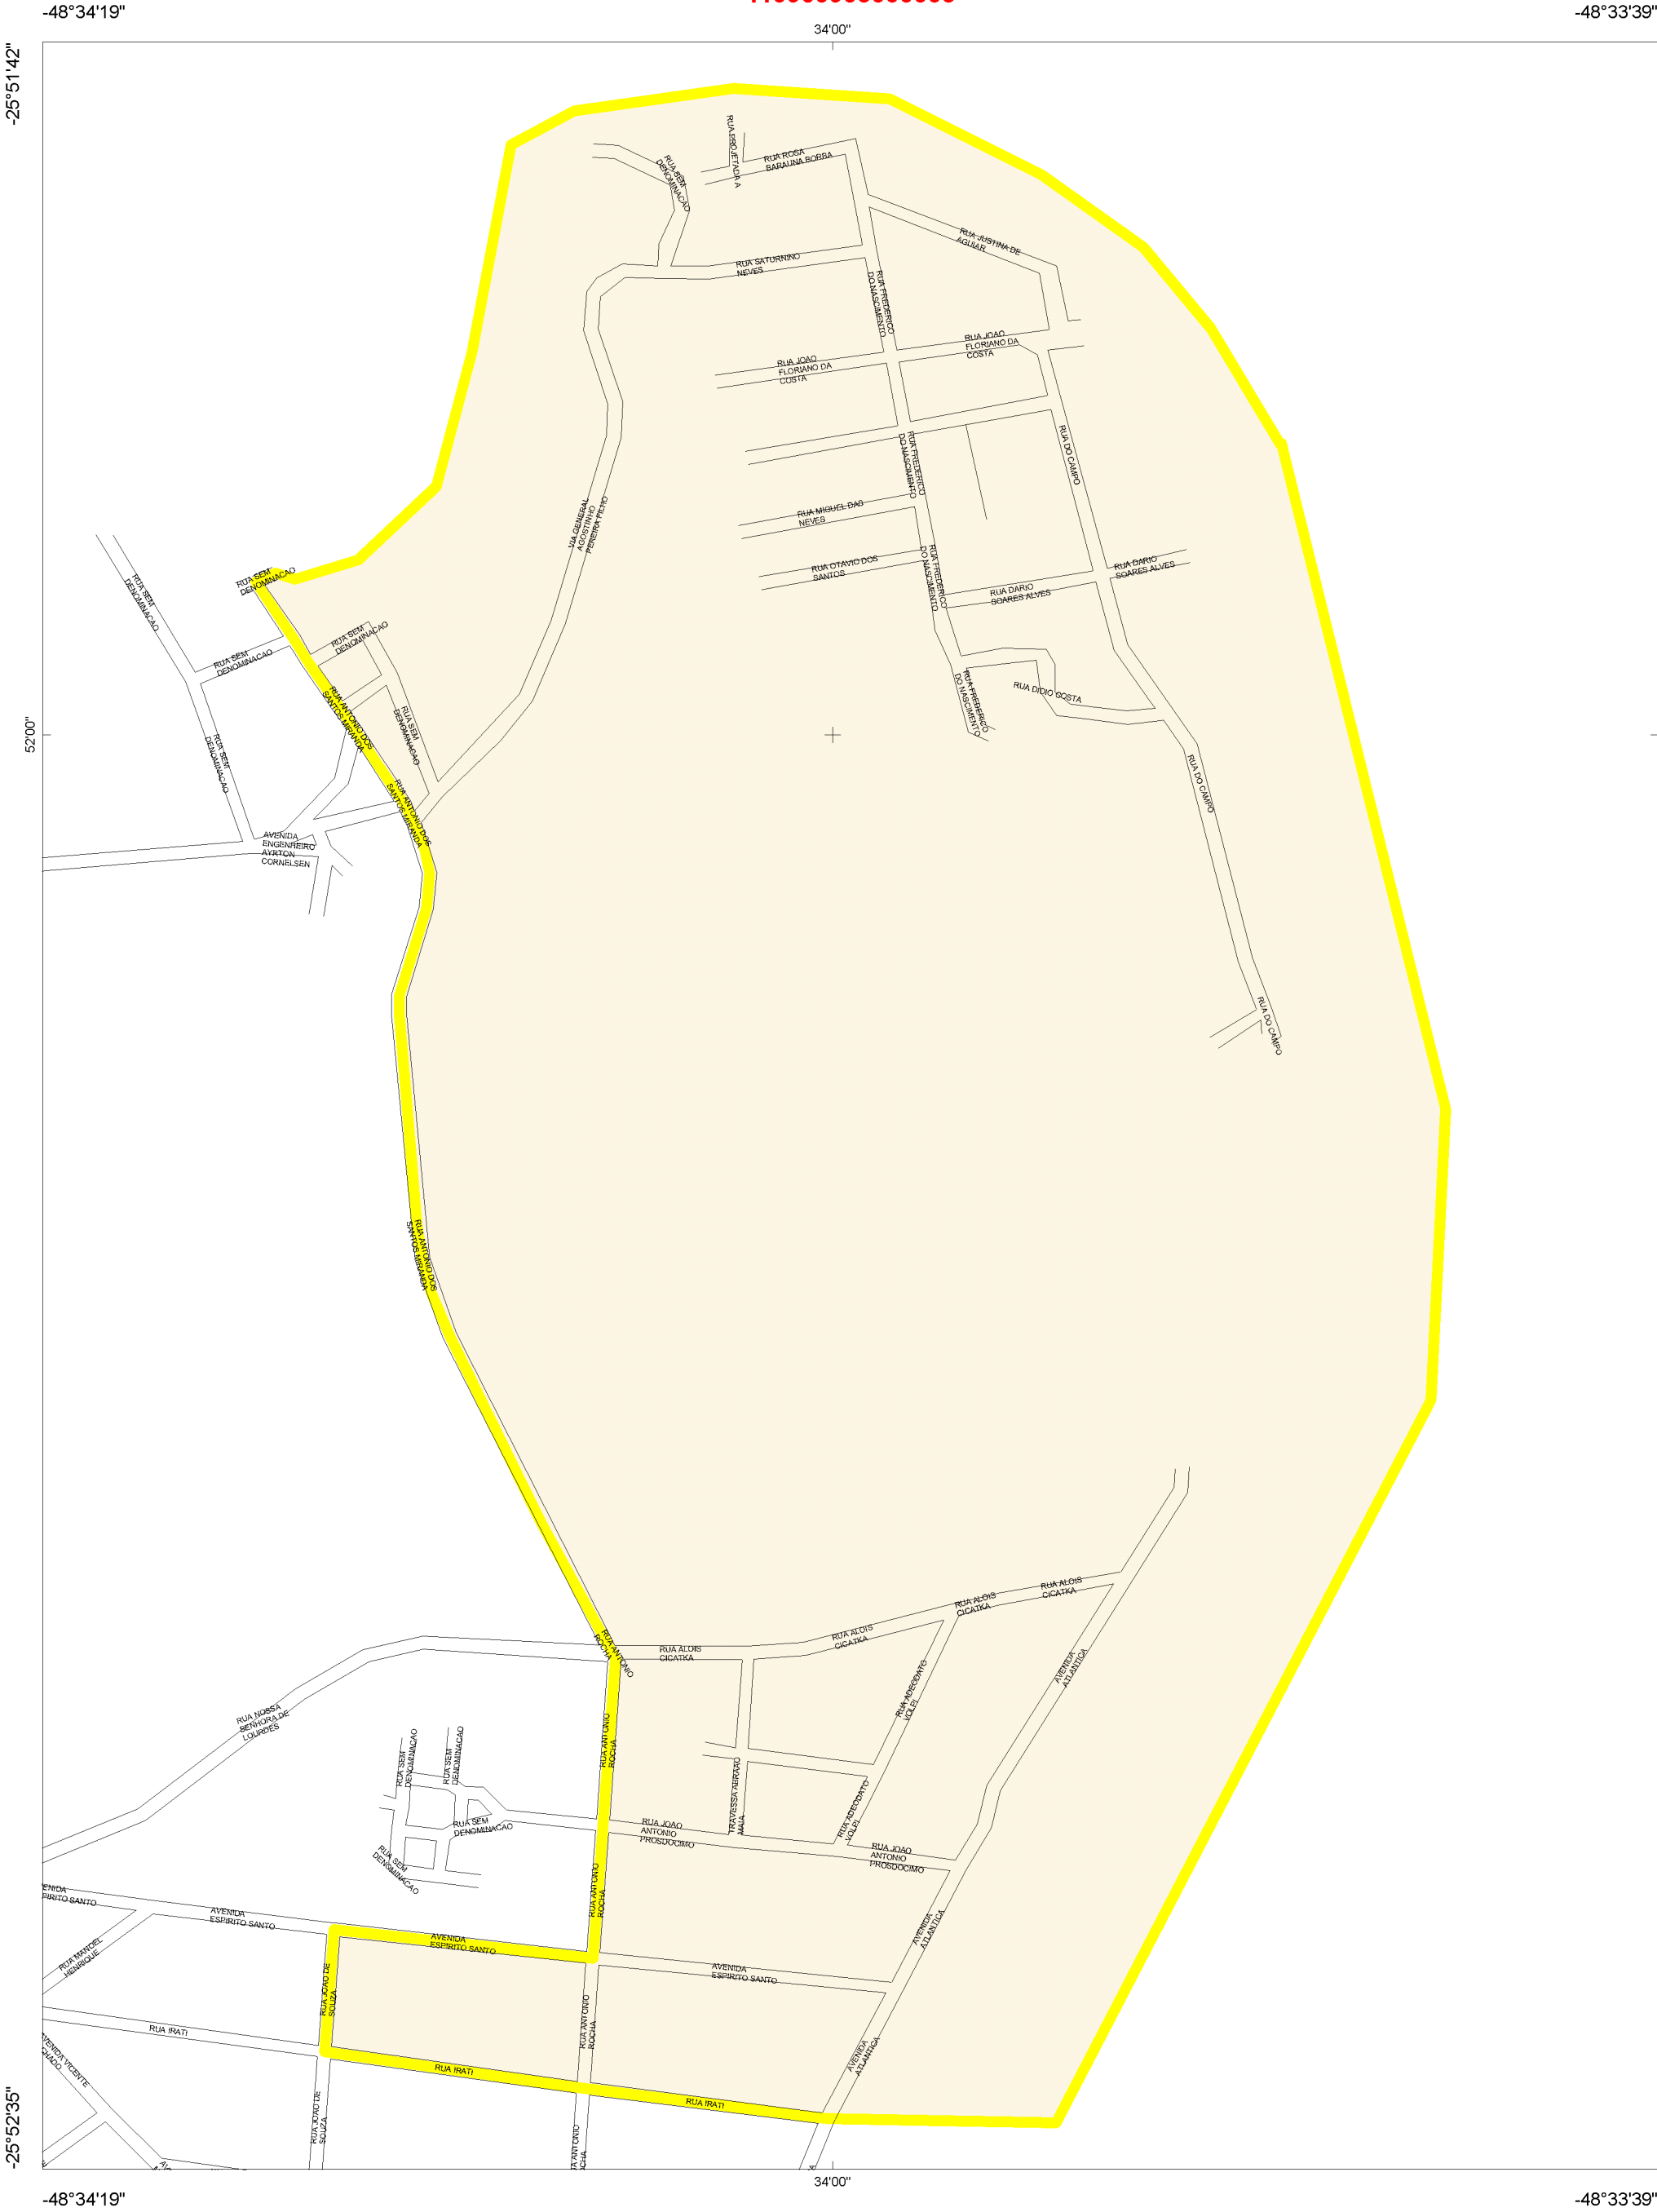 -48°34'19"
-48°33'39"
34'00"
-25°51'42"
RUA PROJETADA A
RUA ROSA
BARAUNA BORBA
RUA SEM
DENOMINACAO
RUA JUSTINA DE
AGUIAR
RUA SATURNINO
NEVES
RUA FREDERICO
DO NASCIMENTO
RUA JOAO
FLORIANO DA
COSTA
RUA JOAO
FLORIANO DA
COSTA
RUA DO CAMPO
RUA FREDERICO
DO NASCIMENTO
VIA GENERAL
AGOSTINHO
PEREIRA FILHO
RUA MIGUEL DAS
NEVES
RUA OTAVIO DOS
SANTOS
RUA FREDERICO
DO NASCIMENTO
RUA DARIO
SOARES ALVES
RUA DARIO
SOARES ALVES
RUA SEM
DENOMINACAO
RUA SEM
DENOMINACAO
RUA SEM
DENOMINACAO
RUA SEM
DENOMINACAO
RUA ANTONIO DOS
SANTOS MIRANDA
RUA SEM
DENOMINACAO
RUA FREDERICO
DO NASCIMENTO
RUA DIDIO COSTA
52'00"
RUA SEM
DENOMINACAO
RUA DO CAMPO
RUA ANTONIO DOS
SANTOS MIRANDA
AVENIDA
ENGENHEIRO
AYRTON
CORNELSEN
RUA DO CAMPO
RUA ANTONIO DOS
SANTOS MIRANDA
RUA ALOIS
CICATKA
RUA ALOIS
CICATKA
RUA ALOIS
CICATKA
RUA ALOIS
CICATKA
RUA ANTONIO
ROCHA
AVENIDA
ATLANTICA
RUA ADEODATO
VOLPI
RUA NOSSA
SENHORA DE
LOURDES
RUA ANTONIO
ROCHA
RUA SEM
DENOMINACAO
RUA SEM
DENOMINACAO
TRAVESSA ABRAAO
MAIA
RUA ADEODATO
VOLPI
RUA SEM
DENOMINACAO
RUA JOAO
ANTONIO
PROSDOCIMO
RUA JOAO
ANTONIO
PROSDOCIMO
RUA SEM
DENOMINACAO
RUA ANTONIO
ROCHA
ENIDA
PIRITO SANTO
AVENIDA
ESPIRITO SANTO
AVENIDA
ESPIRITO SANTO
AVENIDA
ATLANTICA
RUA MANOEL
HENRIQUE
AVENIDA
ESPIRITO SANTO
RUA JOAO DE
SOUZA
RUA ANTONIO
ROCHA
RUA IRATI
AVENIDA
ATLANTICA
AVENIDA VICENTE
CHADO
RUA IRATI
RUA IRATI
RUA JOAO DE
SOUZA
A ANTONIO
OCHA
-25°52'35"
34'00"
-48°34'19"
-48°33'39"